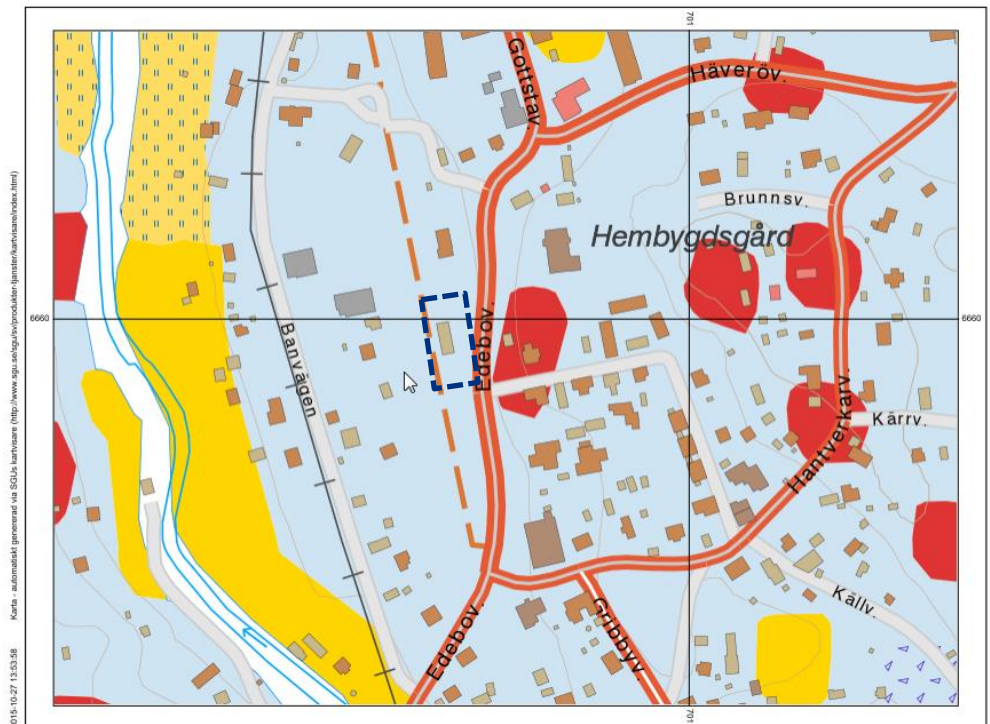 701
Gottstav.
Häveröv.
Brunnsv.
Hembygdsgård
6660
6660
Banvägen
Edebov.
Kärrv.
Hantverkarv.
Källv.
Edebov.
Gribbyv.
701
015-10-27 13:53:58 Karta - automatiskt genererad via SGUs kartvisare (http://www.sgu.se/sgu/sv/produkter-tjanster/kartvisare/index.html)